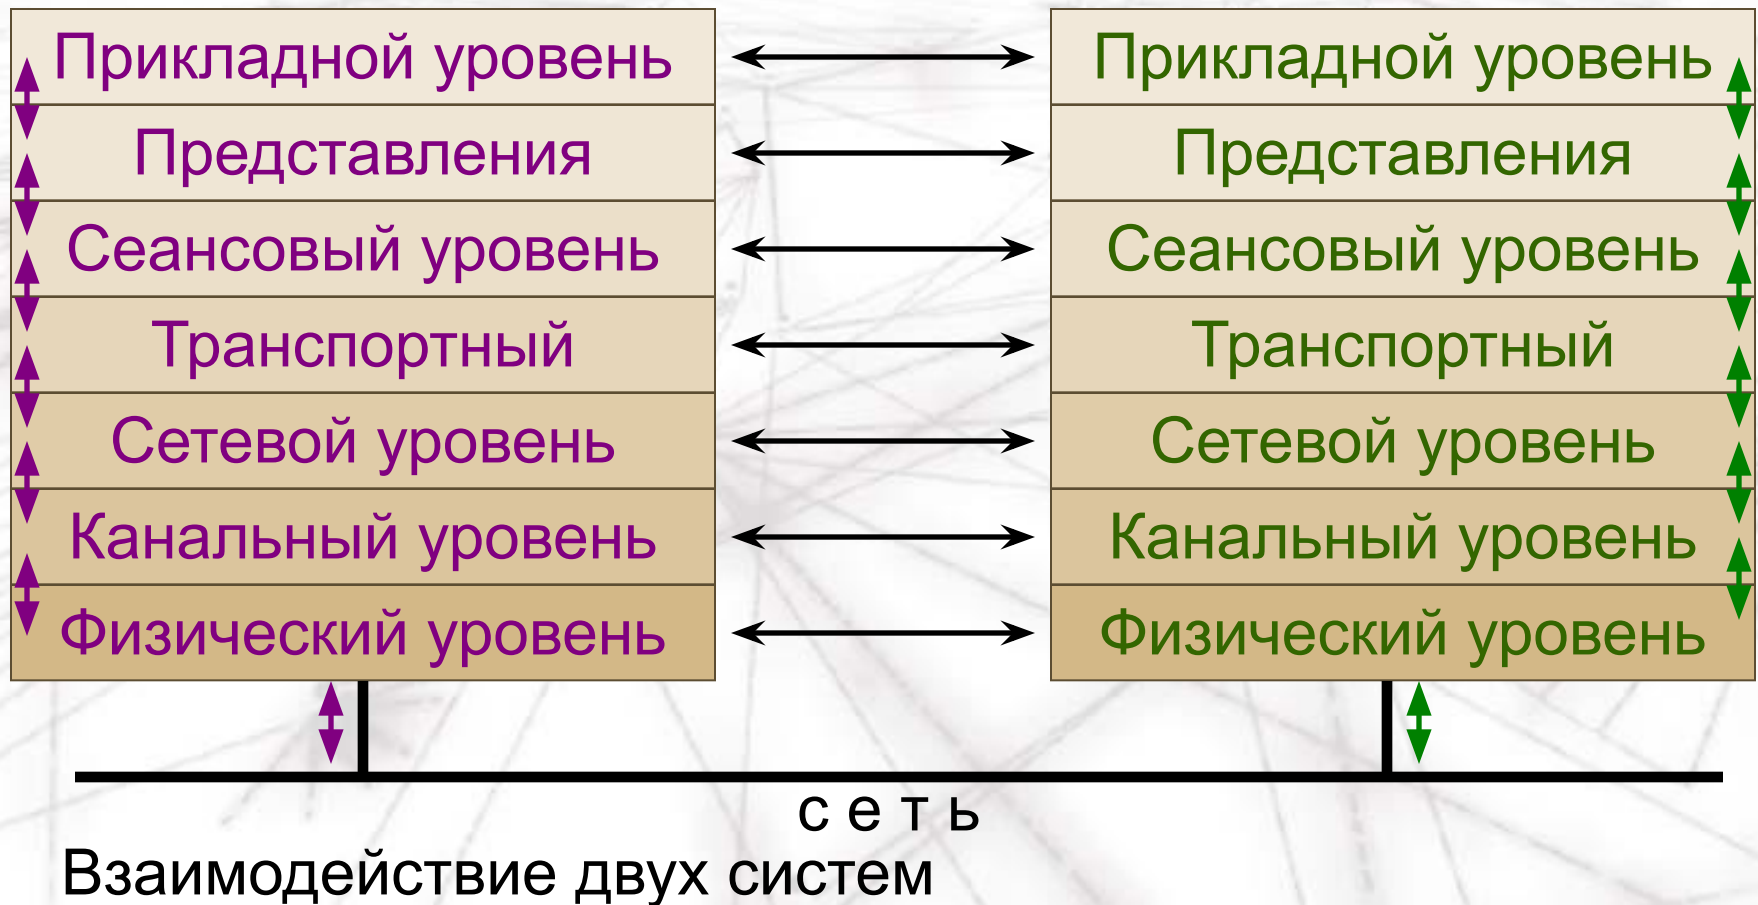 Прикладной уровень
Представления
Сеансовый уровень
Транспортный
Сетевой уровень
Канальный уровень
Физический уровень
Прикладной уровень
Представления
Сеансовый уровень
Транспортный
Сетевой уровень
Канальный уровень
Физический уровень
с е т ь
Взаимодействие двух систем